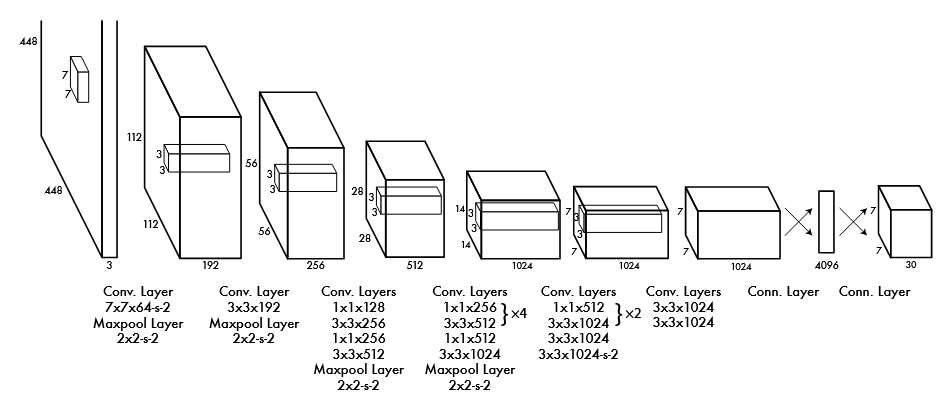 448
7
7
448
3
112
3
3
112
192
56
3
3
56
256
28
3
3
28
512
14
3
3
14
1024
7
3
3
7
1024
7
7
1024
4096
7
7
30
Conv. Layer
7x7x64-s-2
Maxpool Layer
2x2-s-2
Conv. Layer
3x3x192
Maxpool Layer
2x2-s-2
Conv. Layers
1x1x128
3x3x256
1x1x256
3x3x512
Maxpool Layer
2x2-s-2
Conv. Layers
1x1x256
3x3x512
} ×4
1x1x512
3x3x1024
Maxpool Layer
2x2-s-2
Conv. Layers
1x1x512
3x3x1024
} ×2
3x3x1024
3x3x1024-s-2
Conv. Layers
3x3x1024
3x3x1024
Conn. Layer
Conn. Layer